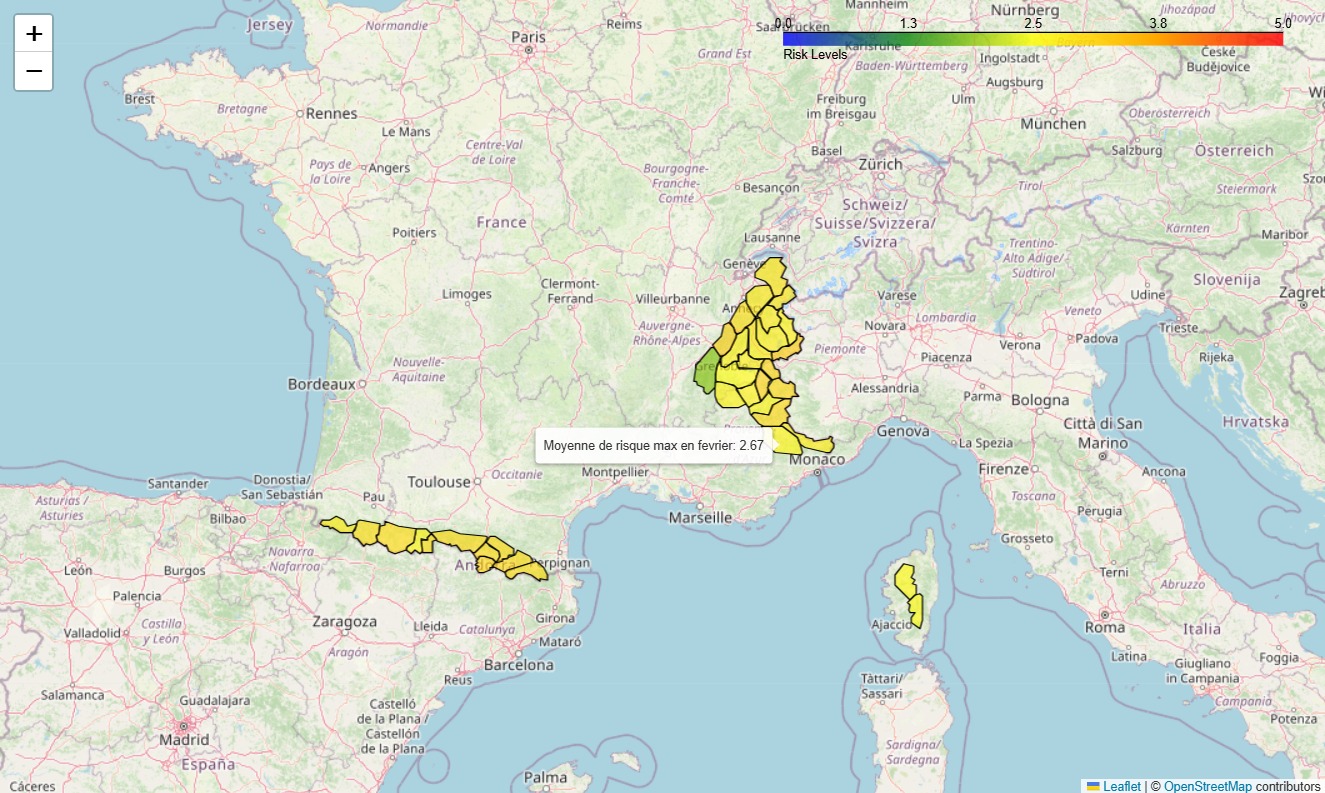 +
−
Jersey
Normandie
Reims
Mannheim
Nürnberg
Jihozápad
Paris
Grand Est
0.0 1.3 2.5 3.8 5.0
Risk Levels
Karlsruhe
Bayern
Baden-Württemberg
Ingolstadt
České
Budějovice
Augsburg
Brest
Bretagne
Rennes
Le Mans
Centre-Val
de Loire
Freiburg
im Breisgau
Ulm
München
Oberösterreich
Pays de
la Loire
Angers
Bourgogne-
Franche-
Comté
Besançon
Basel
Zürich
Salzburg
Österreich
France
Poitiers
Schweiz/
Suisse/Svizzera/
Svizra
Tirol
Steiermark
Kärnten
Maribor
Lausanne
Genève
Trentino-
Alto Adige/
Südtirol
Slovenija
Zagreb
Limoges
Clermont-
Ferrand
Villeurbanne
Varese
Udine
Auvergne-
Rhône-Alpes
Novara
Lombardia
Veneto
Trieste
Verona
Padova
Rijeka
Piemonte
Piacenza
Nouvelle-
Aquitaine
Grenoble
Bordeaux
Alessandria
Parma
Bologna
Hrvatska
Genova
La Spezia
Città di San
Marino
Moyenne de risque max en fevrier: 2.67
Monaco
Firenze
Ancona
Santander
Donostia/
San Sebastián
Pau
Toulouse
Occitanie
Montpellier
Asturias /
Asturies
Bilbao
Marseille
Toscana
Perugia
Grosseto
Navarra -
Nafarroa
Andorra
Perpignan
León
Burgos
Terni
Abruzzo
Palencia
Castilla
y León
Valladolid
Zaragoza
Lleida
Catalunya
Girona
Mataró
Ajaccio
Roma
Italia
Aragón
Barcelona
Reus
Latina
Foggia
Giugliano
in Campania
Salamanca
Guadalajara
Castelló
de la Plana /
Castellón
de la Plana
Tàttari/
Sassari
Campania
Potenza
Madrid
España
Sardigna/
Sardegna
Palma
Cáceres
Leaflet | © OpenStreetMap contributors